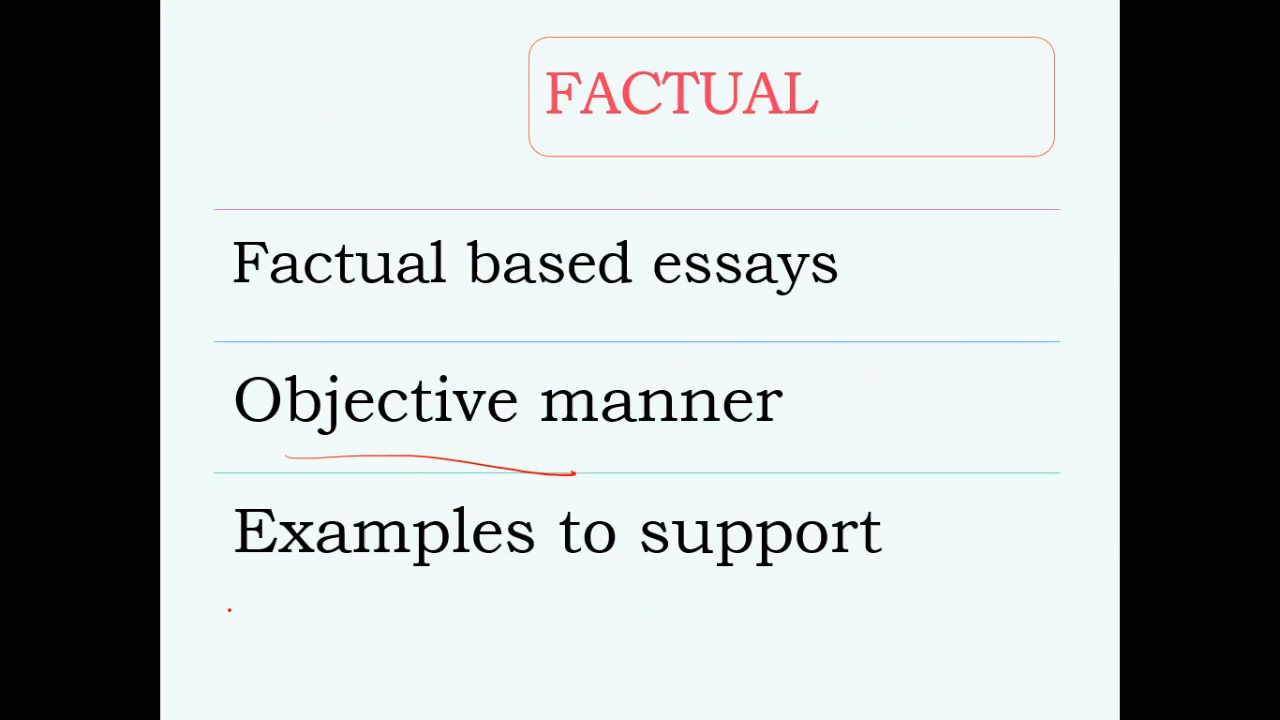 FACTUAL
Factual based essays
Objective manner
Examples to support